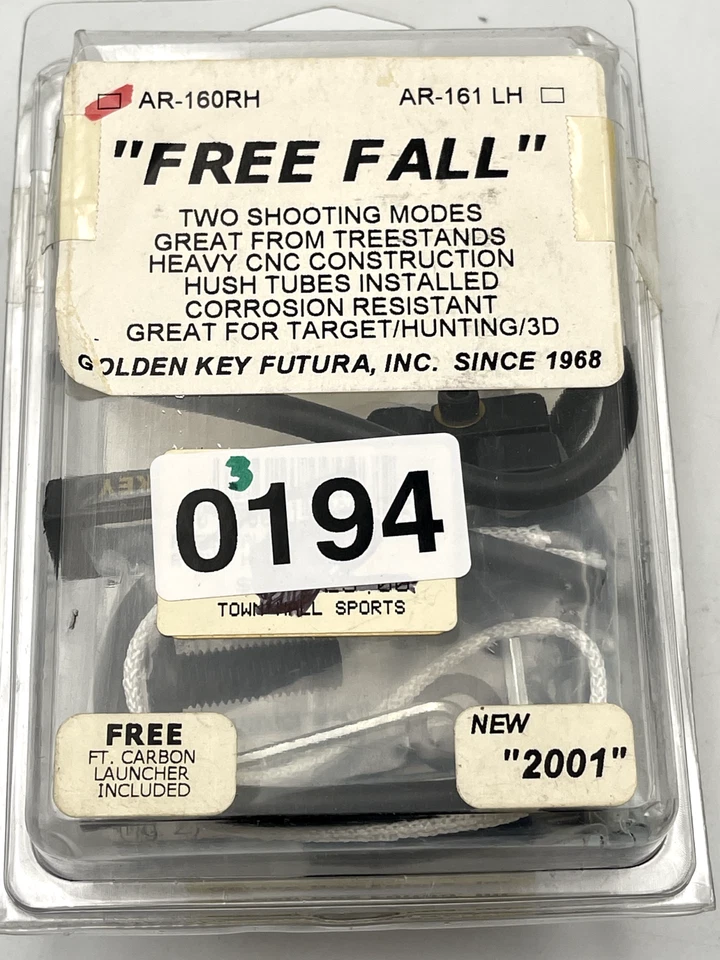 AR-160RH AR-161 LH
"FREE FALL"
TWO SHOOTING MODES
GREAT FROM TREESTANDS
HEAVY CNC CONSTRUCTION
HUSH TUBES INSTALLED
CORROSION RESISTANT
GREAT FOR TARGET/HUNTING/3D
GOLDEN KEY FUTURA, INC. SINCE 1968
KEY
3
0194
TOWN HALL SPORTS
FREE
FT. CARBON
LAUNCHER
INCLUDED
NEW
"2001"